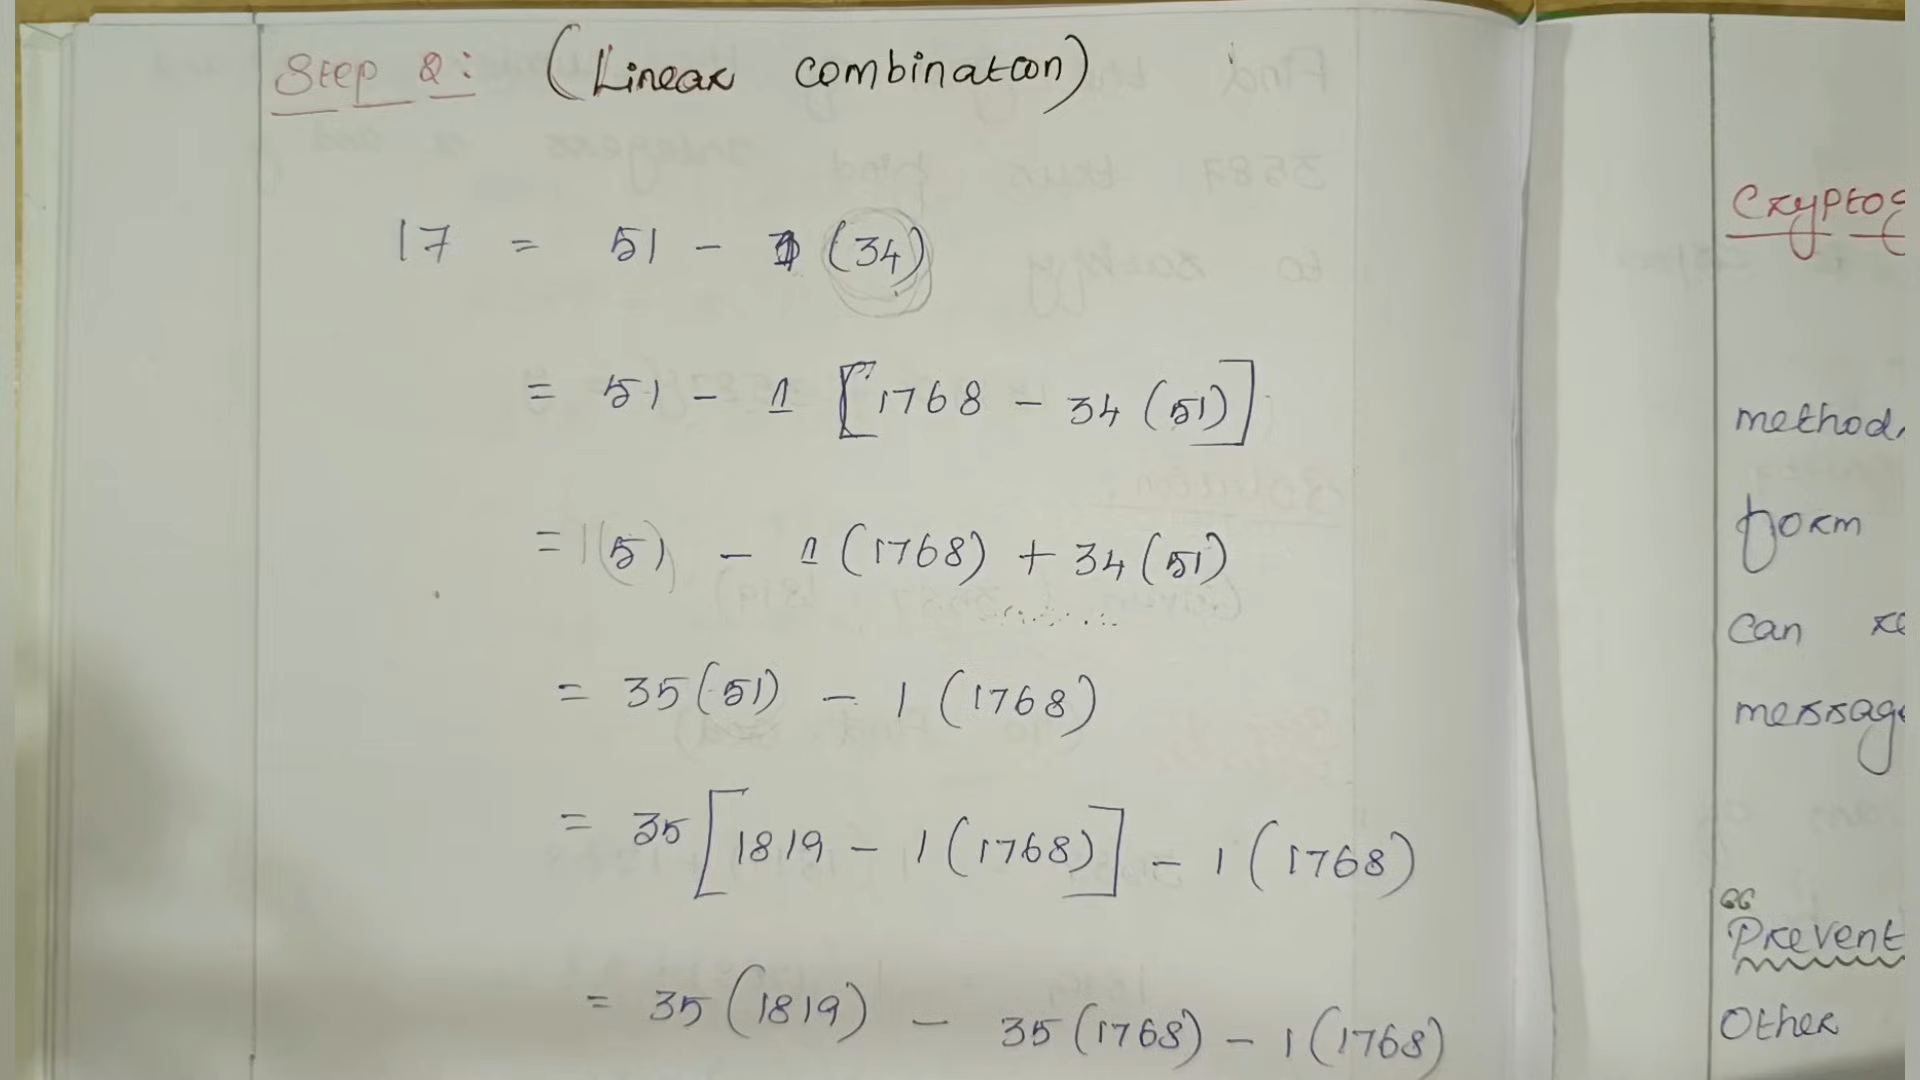 Step 2: (Linear combination)
17 = 51 - 1 (34)
= 51 - 1 [1768 - 34 (51)]
= 1(51) - 1 (1768) + 34 (51)
= 35 (51) - 1 (1768)
= 35 [1819 - 1 (1768)] - 1 (1768)
= 35 (1819) - 35 (1768) - 1 (1768)
method
form
can
message
"Prevent
Other